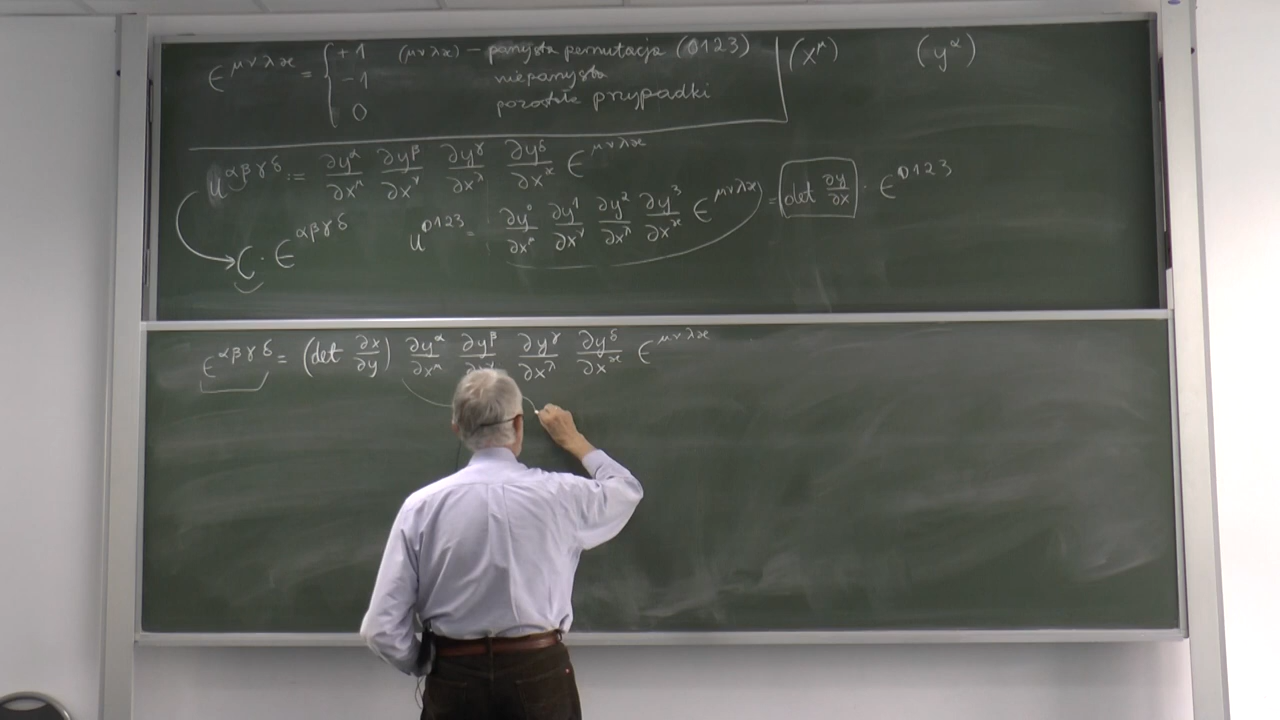 ϵ^{μνλϰ} = { +1 (μνλϰ) – parzysta permutacja (0123)
−1 nieparzysta
0 pozostałe przypadki
(x^μ) (y^α)
u^{αβγδ} := ∂y^α/∂x^μ ∂y^β/∂x^ν ∂y^γ/∂x^λ ∂y^δ/∂x^ϰ ϵ^{μνλϰ}
C · ϵ^{αβγδ} u^{0123} = ∂y^0/∂x^μ ∂y^1/∂x^ν ∂y^2/∂x^λ ∂y^3/∂x^ϰ ϵ^{μνλϰ} = det ∂y/∂x · ϵ^{0123}
ϵ^{αβγδ} = (det ∂x/∂y) ∂y^α/∂x^μ ∂y^β/∂x^ν ∂y^γ/∂x^λ ∂y^δ/∂x^ϰ ϵ^{μνλϰ}